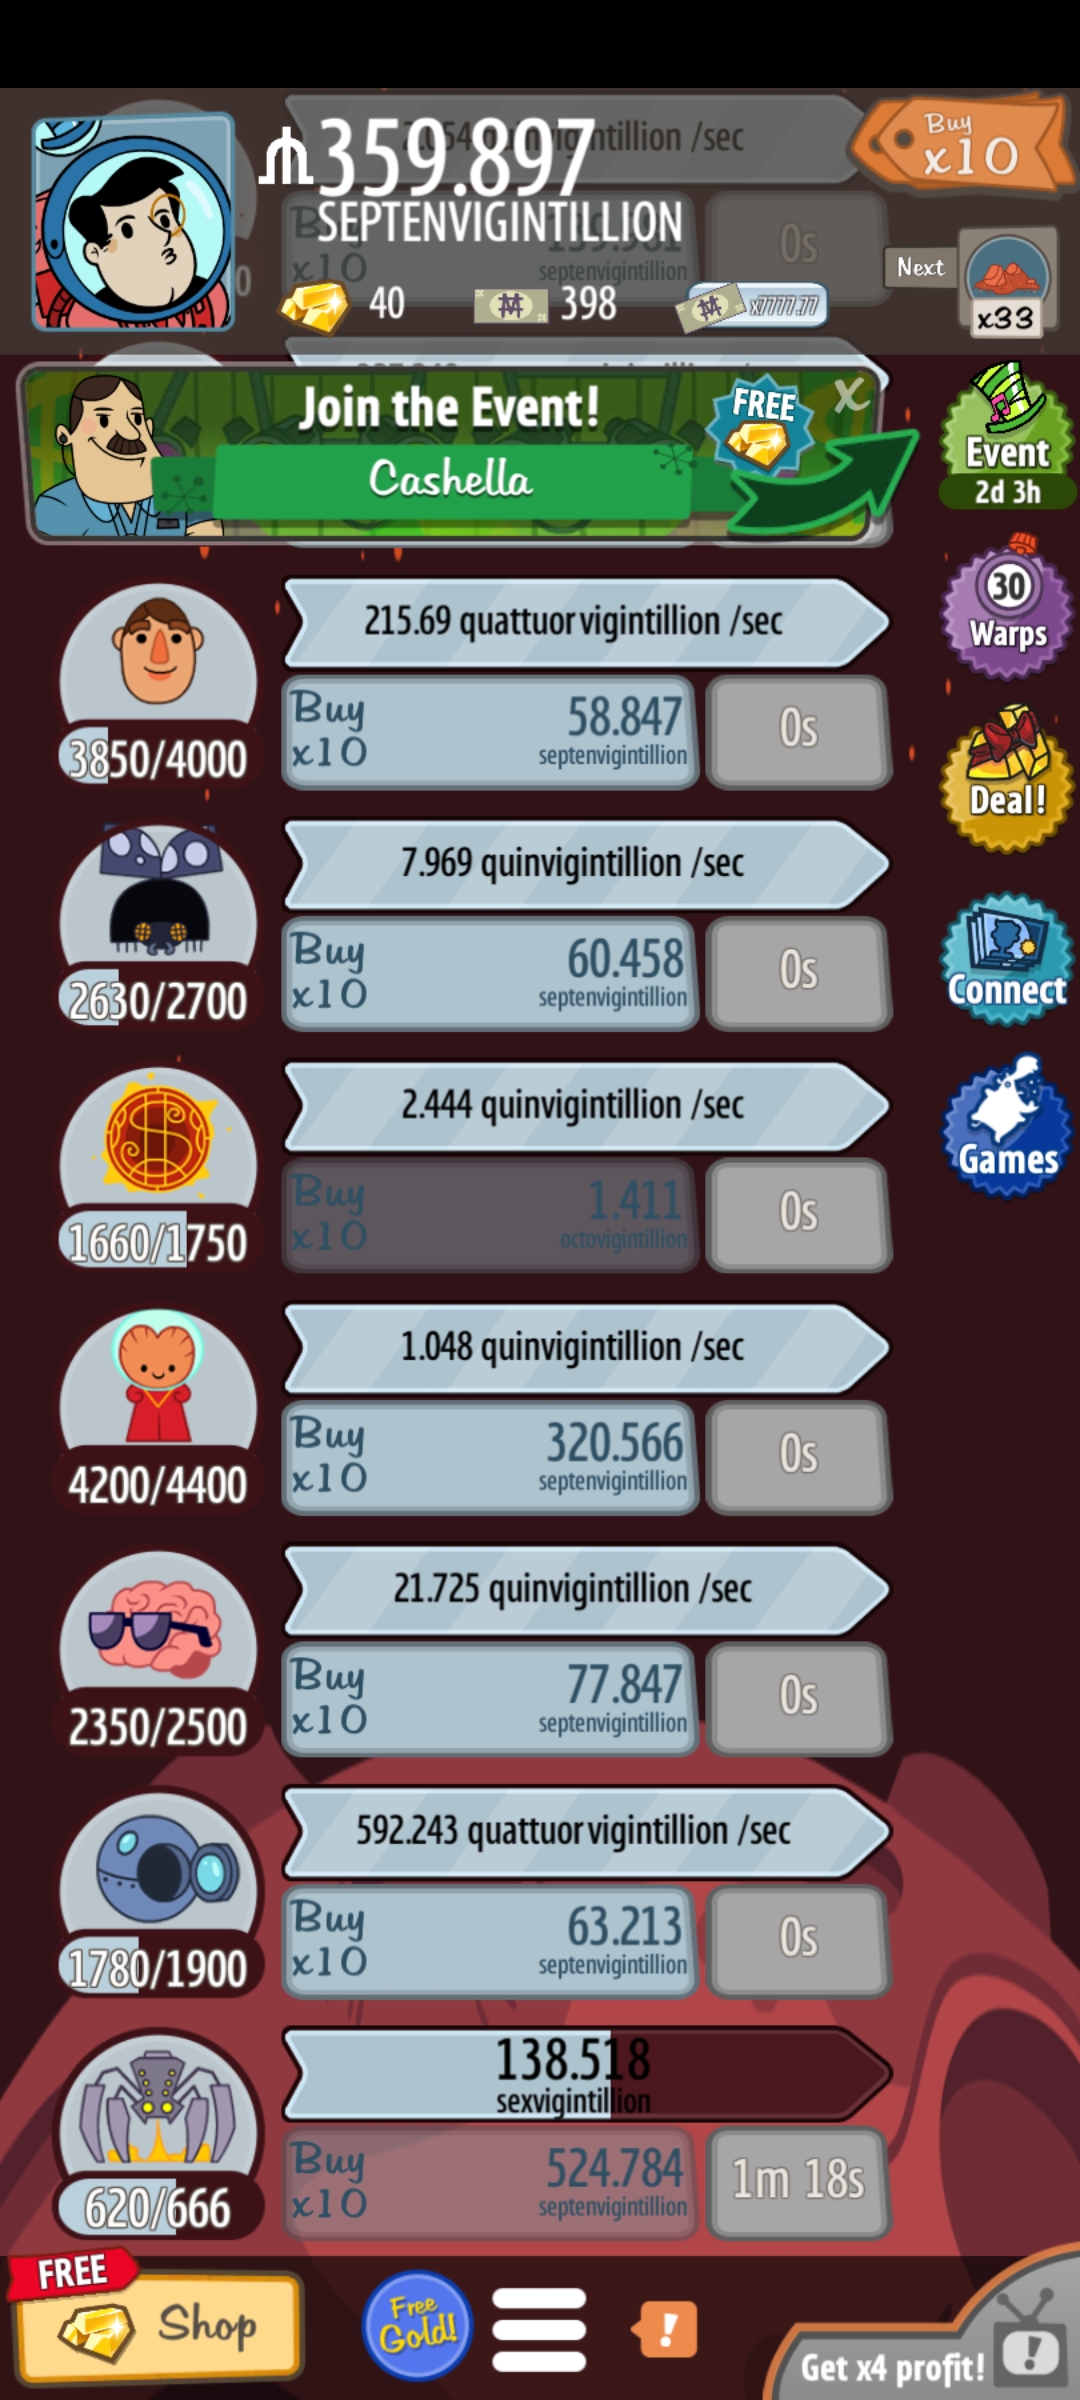 359.897
SEPTENVIGINTILLION
Buy
x10
40
398
x7777.77
Next
x33
quinvigintillion /sec
Buy
x10
septenvigintillion
0s
Join the Event!
Cashella
FREE
X
Event
2d 3h
215.69 quattuorvigintillion /sec
Buy
x10
58.847
septenvigintillion
0s
3850/4000
30
Warps
Deal!
7.969 quinvigintillion /sec
Buy
x10
60.458
septenvigintillion
0s
2630/2700
Connect
2.444 quinvigintillion /sec
Buy
x10
1.411
octovigintillion
0s
1660/1750
Games
1.048 quinvigintillion /sec
Buy
x10
320.566
septenvigintillion
0s
4200/4400
21.725 quinvigintillion /sec
Buy
x10
77.847
septenvigintillion
0s
2350/2500
592.243 quattuorvigintillion /sec
Buy
x10
63.213
septenvigintillion
0s
1780/1900
138.518
sexvigintillion
Buy
x10
524.784
septenvigintillion
1m 18s
620/666
FREE
Shop
Free
Gold!
!
Get x4 profit!
!